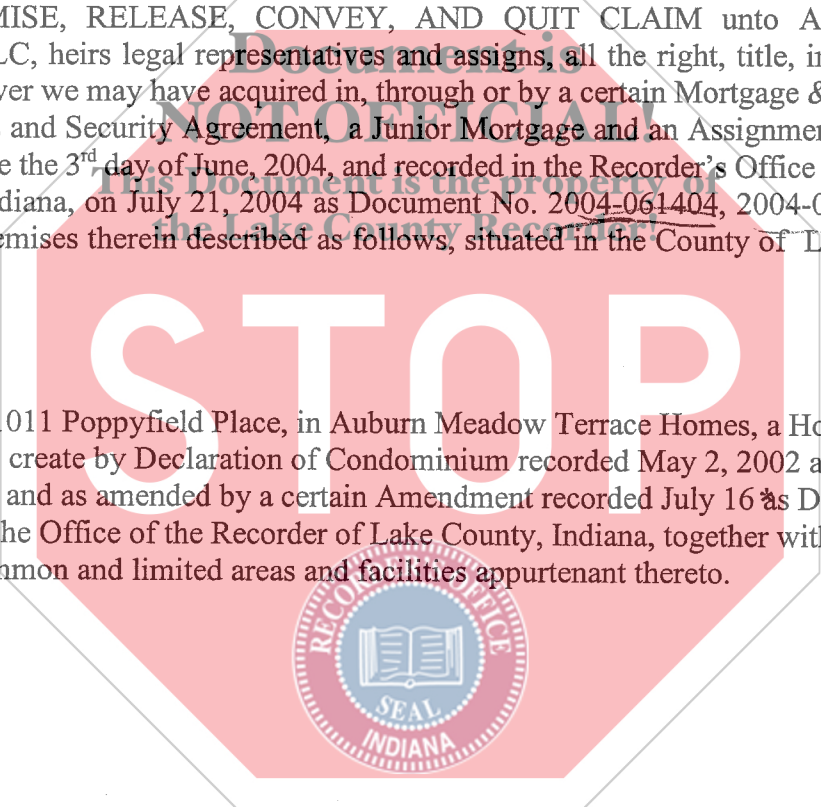 MISE, RELEASE, CONVEY, AND QUIT CLAIM unto A
LC, heirs legal representatives and assigns, all the right, title, in
ver we may have acquired in, through or by a certain Mortgage &
and Security Agreement, a Junior Mortgage and an Assignmen
e the 3rd day of June, 2004, and recorded in the Recorder's Office
diana, on July 21, 2004 as Document No. 2004-061404, 2004-0
emises therein described as follows, situated in the County of L
Document is
NOT OFFICIAL!
This Document is the property of
the Lake County Recorder!
STOP
011 Poppyfield Place, in Auburn Meadow Terrace Homes, a Ho
create by Declaration of Condominium recorded May 2, 2002 a
and as amended by a certain Amendment recorded July 16 as D
he Office of the Recorder of Lake County, Indiana, together with
mmon and limited areas and facilities appurtenant thereto.
RECORDER'S OFFICE
SEAL
INDIANA